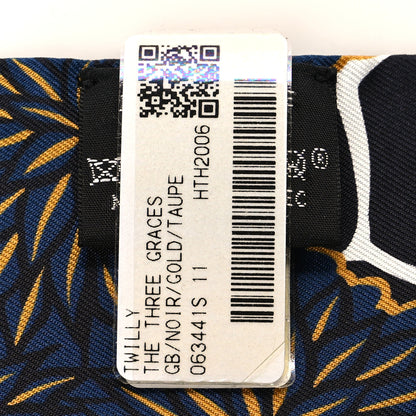 TWILLY
THE THREE GRACES
GB/NOIR/GOLD/TAUPE
063441S 11
HTH2006
®